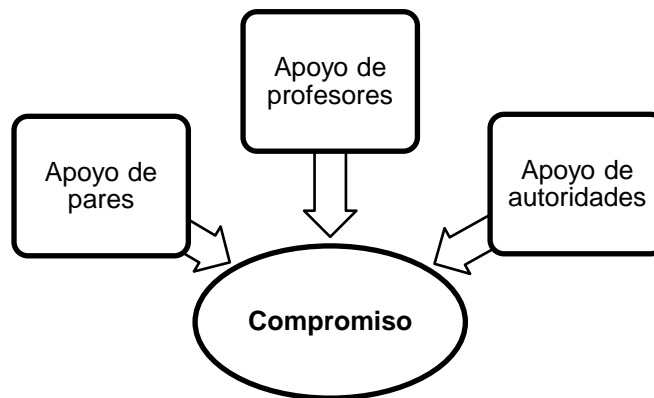 Apoyo de
profesores
Apoyo de
pares
Apoyo de
autoridades
Compromiso